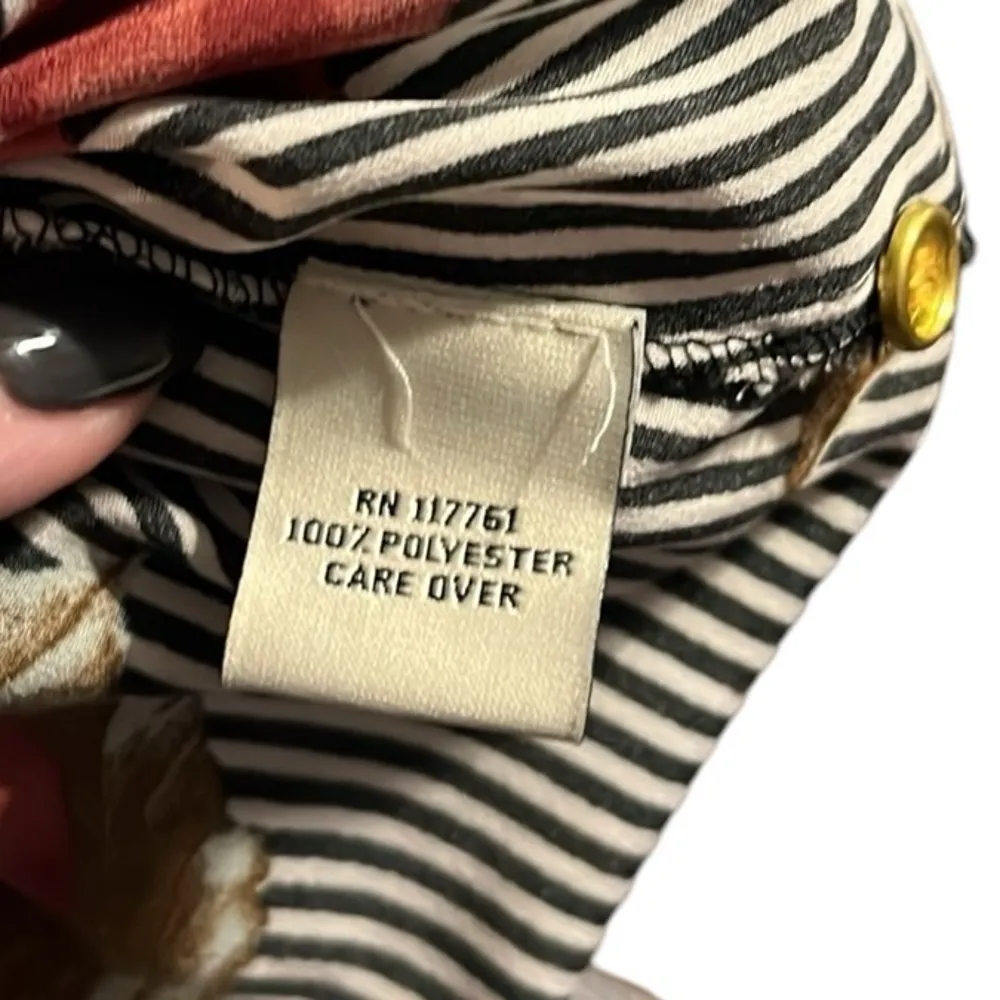 RN 117761
100% POLYESTER
CARE OVER